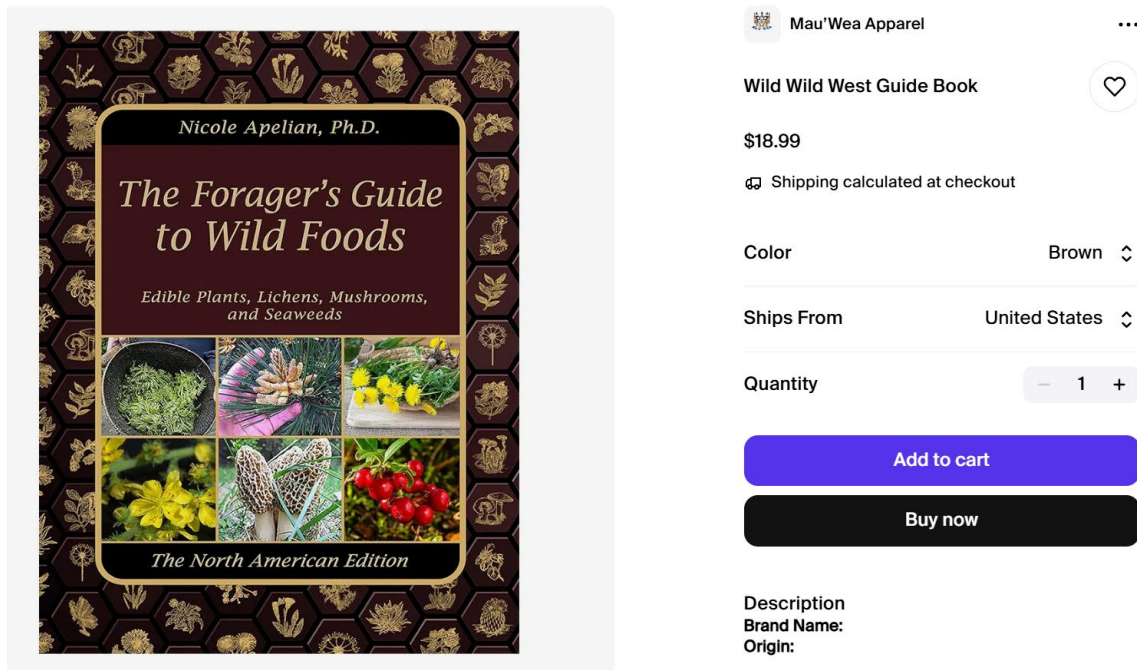 Nicole Apelian, Ph.D.
The Forager's Guide
to Wild Foods
Edible Plants, Lichens, Mushrooms,
and Seaweeds
The North American Edition
Mau'Wea Apparel
Wild Wild West Guide Book
$18.99
Shipping calculated at checkout
Color Brown
Ships From United States
Quantity 1
Add to cart
Buy now
Description
Brand Name:
Origin: